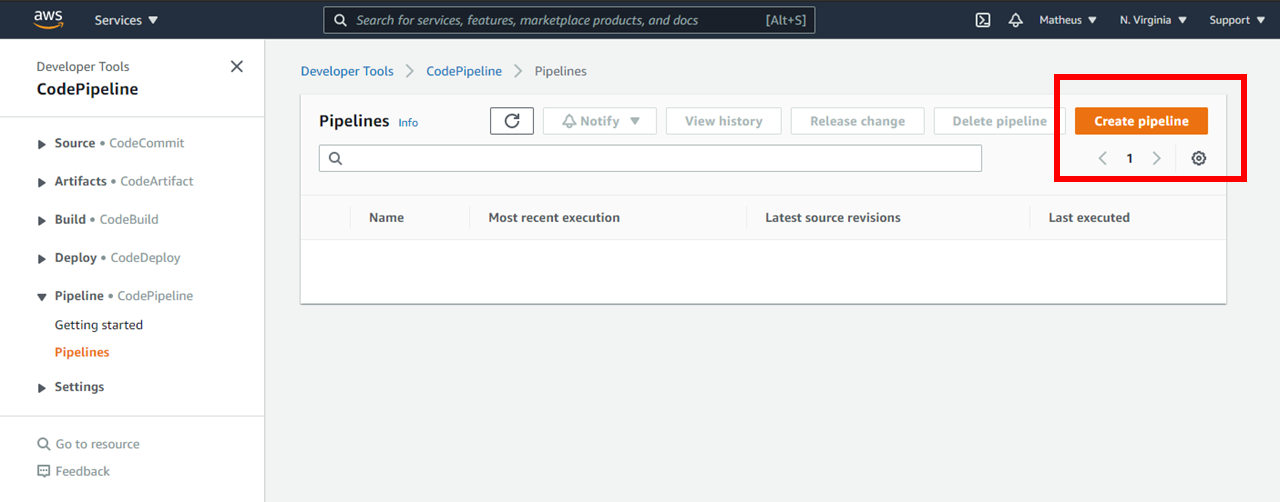 aws Services Search for services, features, marketplace products, and docs [Alt+S] Matheus N. Virginia Support
Developer Tools
CodePipeline
Source • CodeCommit
Artifacts • CodeArtifact
Build • CodeBuild
Deploy • CodeDeploy
Pipeline • CodePipeline
Getting started
Pipelines
Settings
Go to resource
Feedback
Developer Tools CodePipeline Pipelines
Pipelines Info Notify View history Release change Delete pipeline Create pipeline
1
Name Most recent execution Latest source revisions Last executed